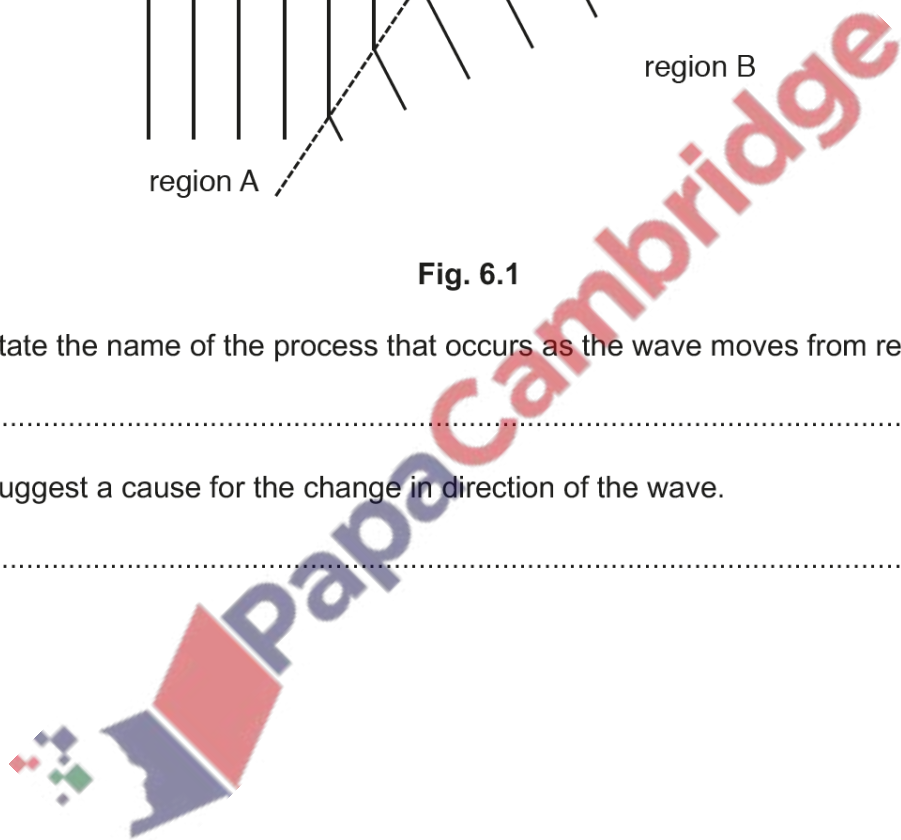 region B
region A
Fig. 6.1
tate the name of the process that occurs as the wave moves from re
uggest a cause for the change in direction of the wave.
PapaCambridge